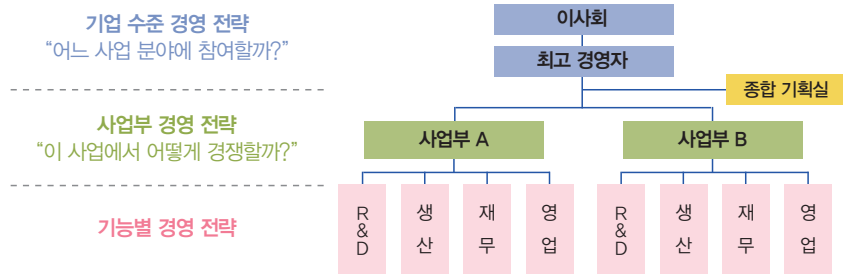 기업 수준 경영 전략
“어느 사업 분야에 참여할까?”
이사회
최고 경영자
종합 기획실
사업부 경영 전략
“이 사업에서 어떻게 경쟁할까?”
사업부 A
사업부 B
기능별 경영 전략
R&D
생산
재무
영업
R&D
생산
재무
영업